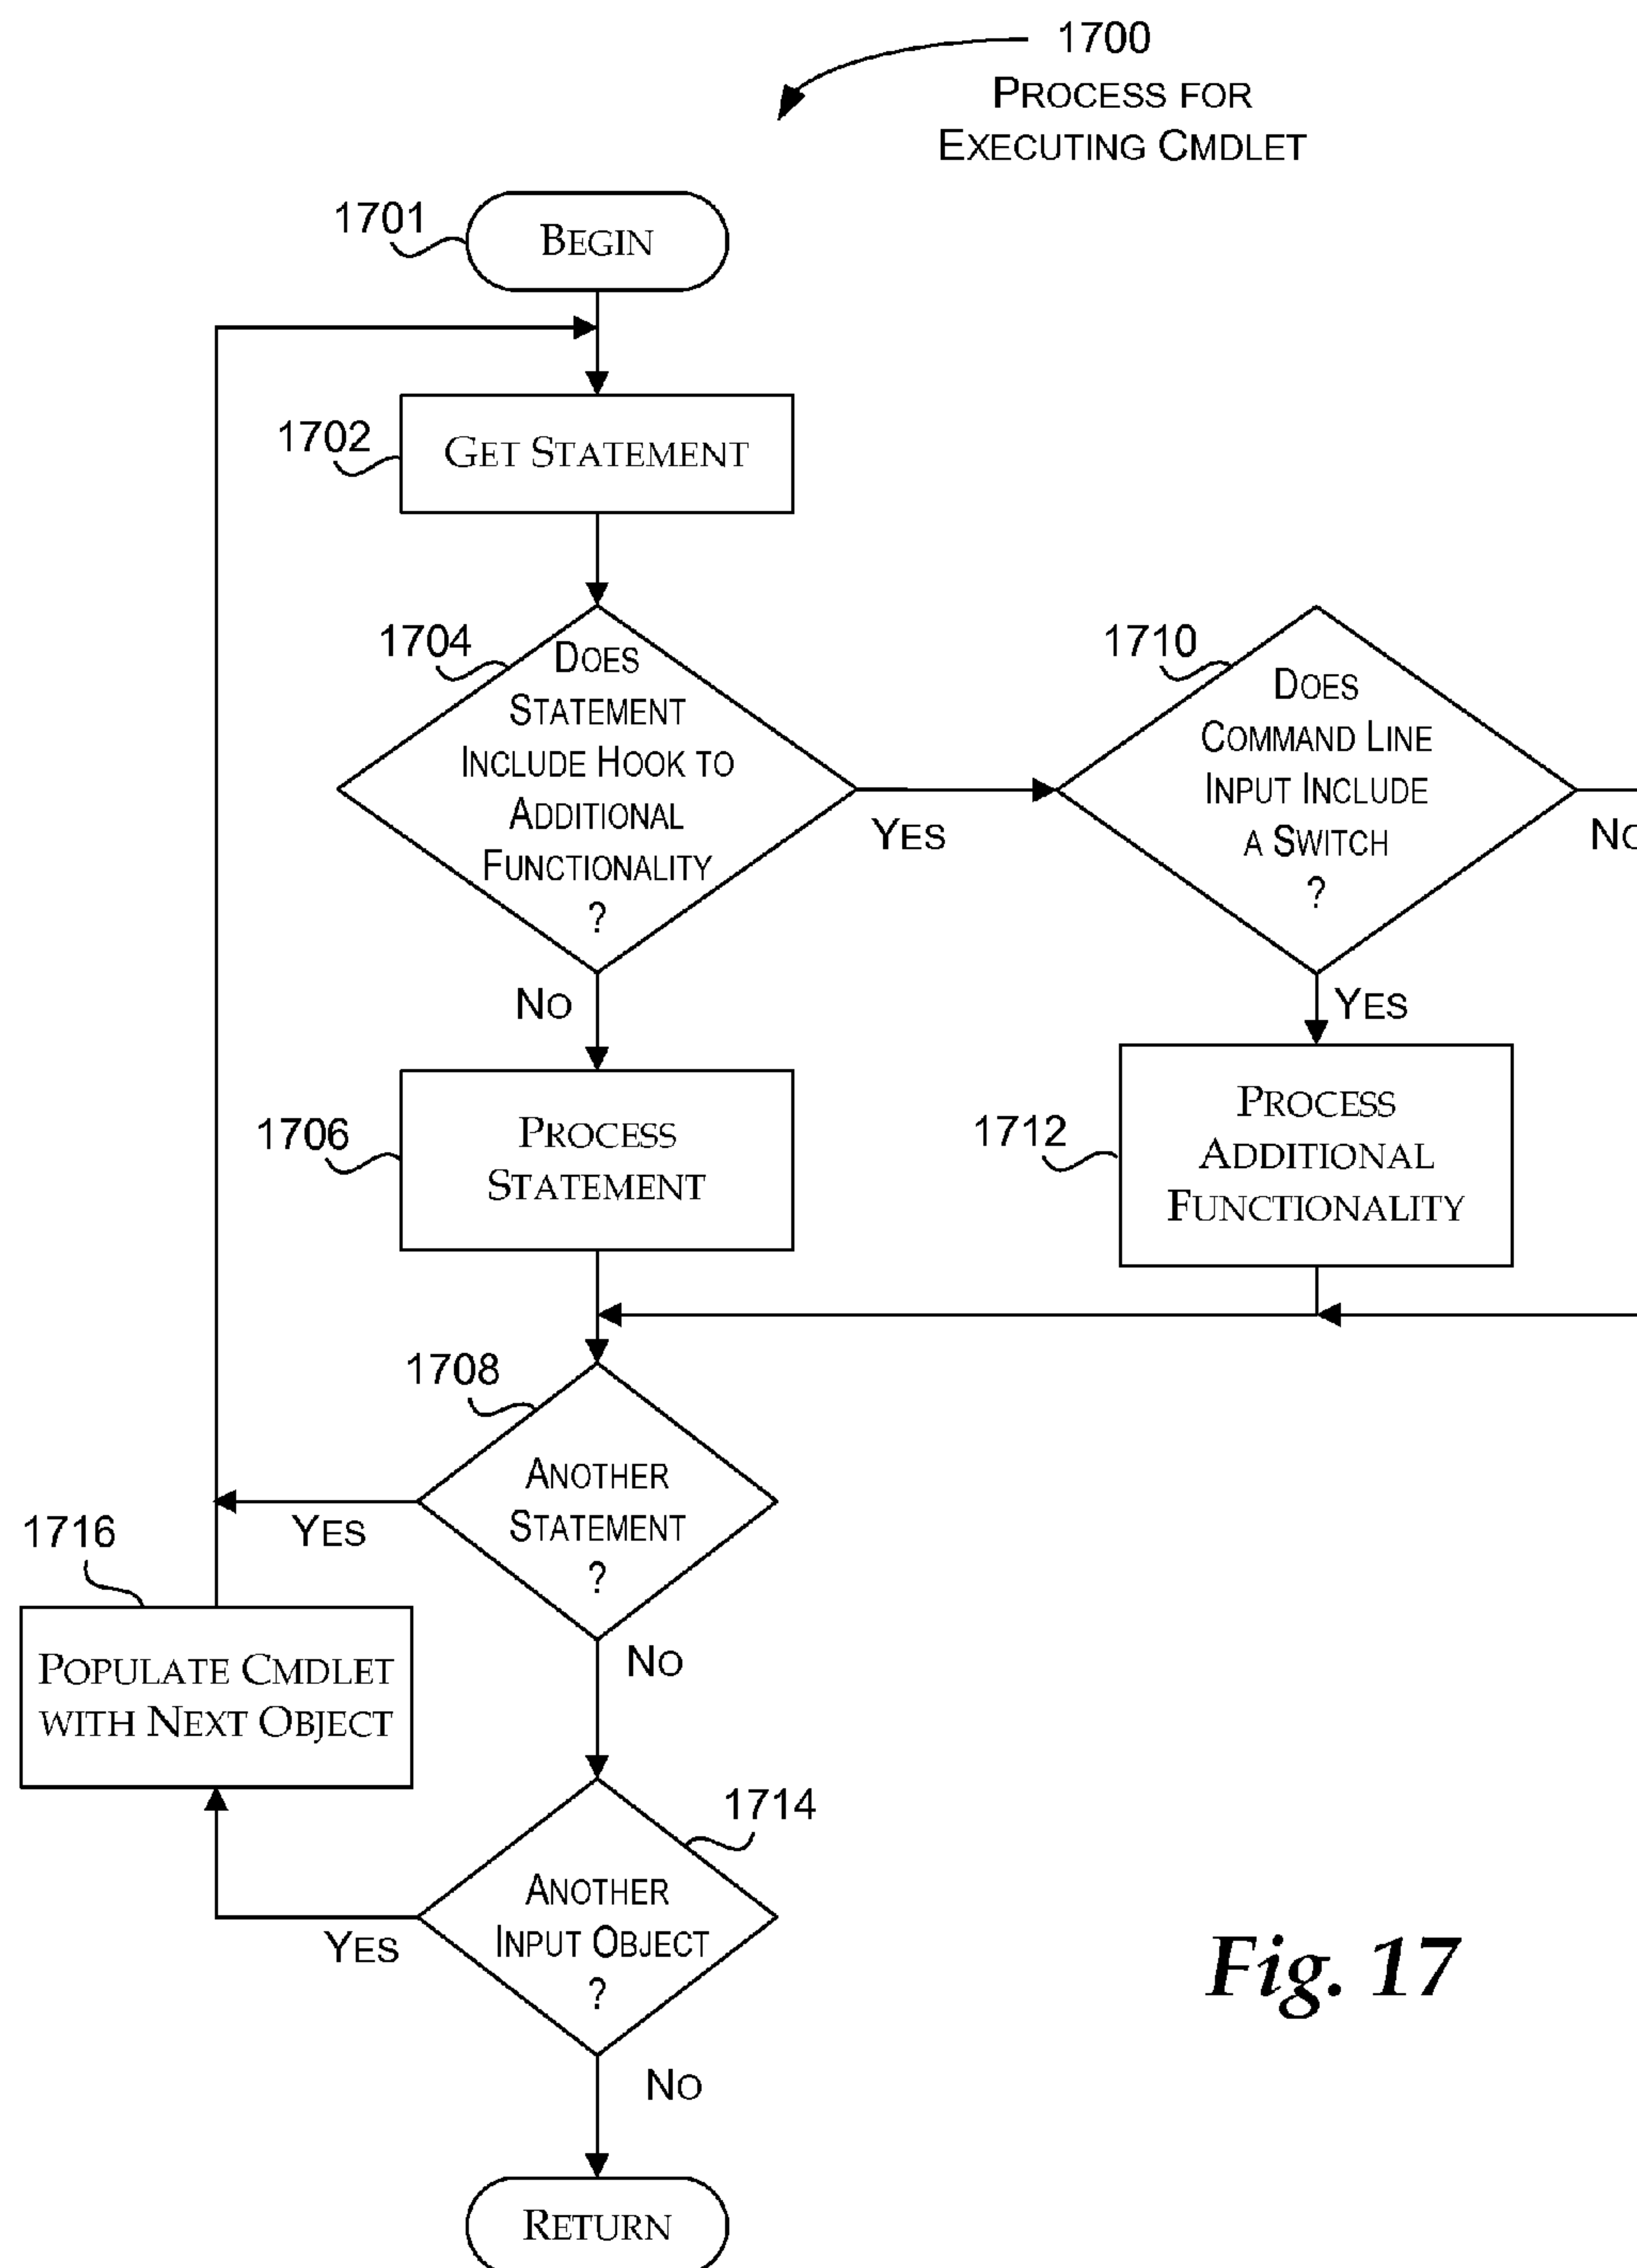 1700
PROCESS FOR
EXECUTING CMDLET
1701
BEGIN
1702
GET STATEMENT
1704
DOES
STATEMENT
INCLUDE HOOK TO
ADDITIONAL
FUNCTIONALITY
?
YES
NO
1710
DOES
COMMAND LINE
INPUT INCLUDE
A SWITCH
?
NO
YES
1706
PROCESS
STATEMENT
1712
PROCESS
ADDITIONAL
FUNCTIONALITY
1708
ANOTHER
STATEMENT
?
YES
NO
1716
POPULATE CMDLET
WITH NEXT OBJECT
1714
ANOTHER
INPUT OBJECT
?
YES
NO
RETURN
Fig. 17